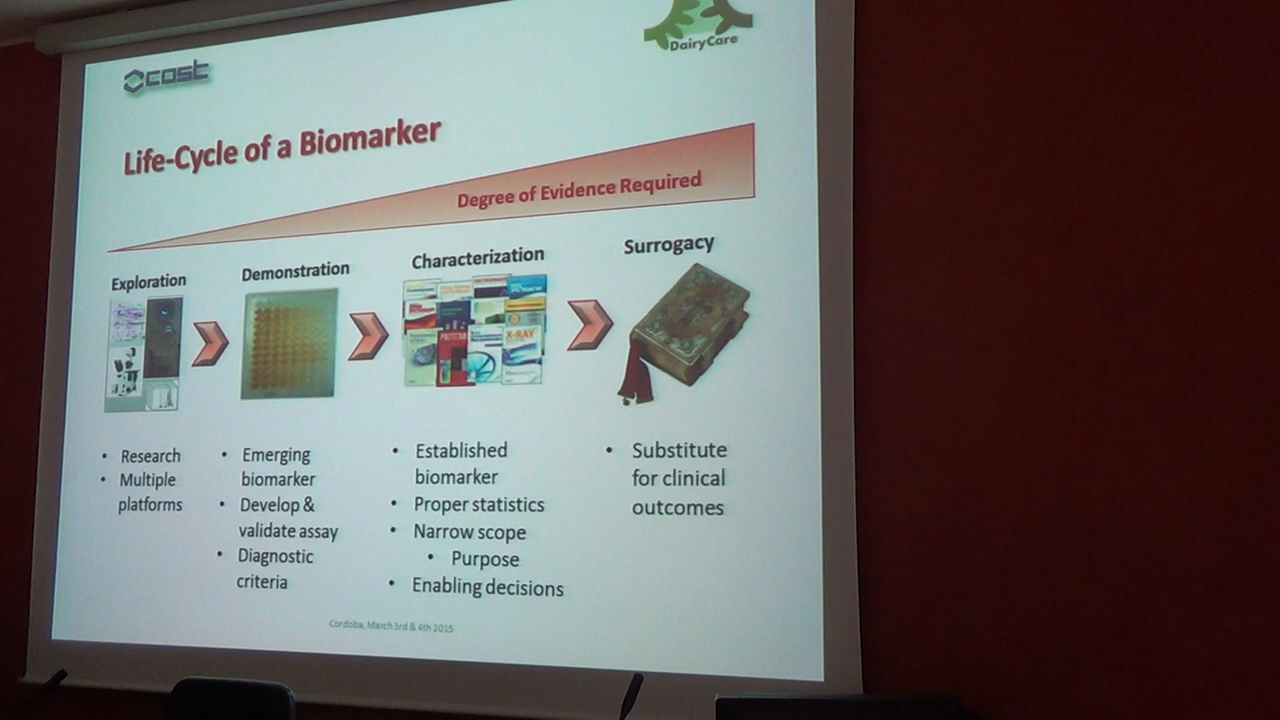 cost
DairyCare
Life-Cycle of a Biomarker
Degree of Evidence Required
Exploration
Demonstration
Characterization
Surrogacy
X-RAY
• Research
• Multiple
platforms
• Emerging
biomarker
• Develop &
validate assay
• Diagnostic
criteria
• Established
biomarker
• Proper statistics
• Narrow scope
• Purpose
• Enabling decisions
• Substitute
for clinical
outcomes
Cordoba, March 3rd & 4th 2015